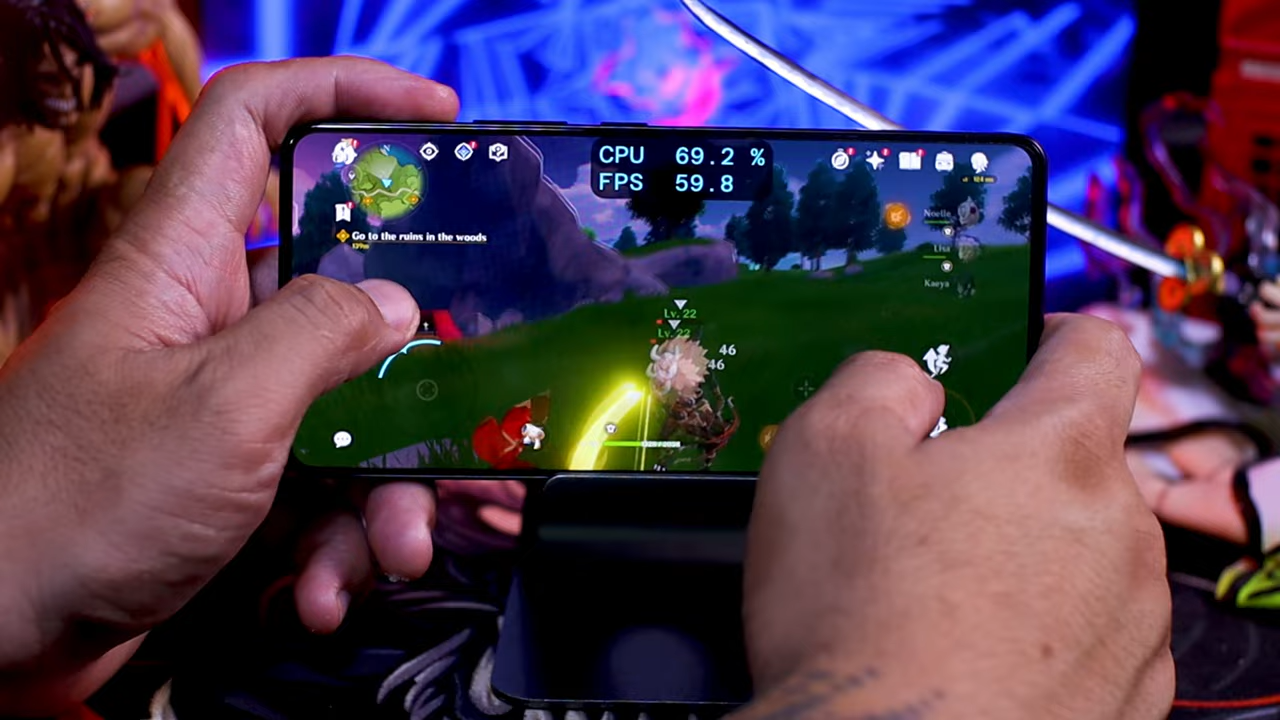 CPU 69.2 %
FPS 59.8
Go to the ruins in the woods
139m
Noelle
Lisa
Kaeya
Lv. 22
Lv. 22
46
46